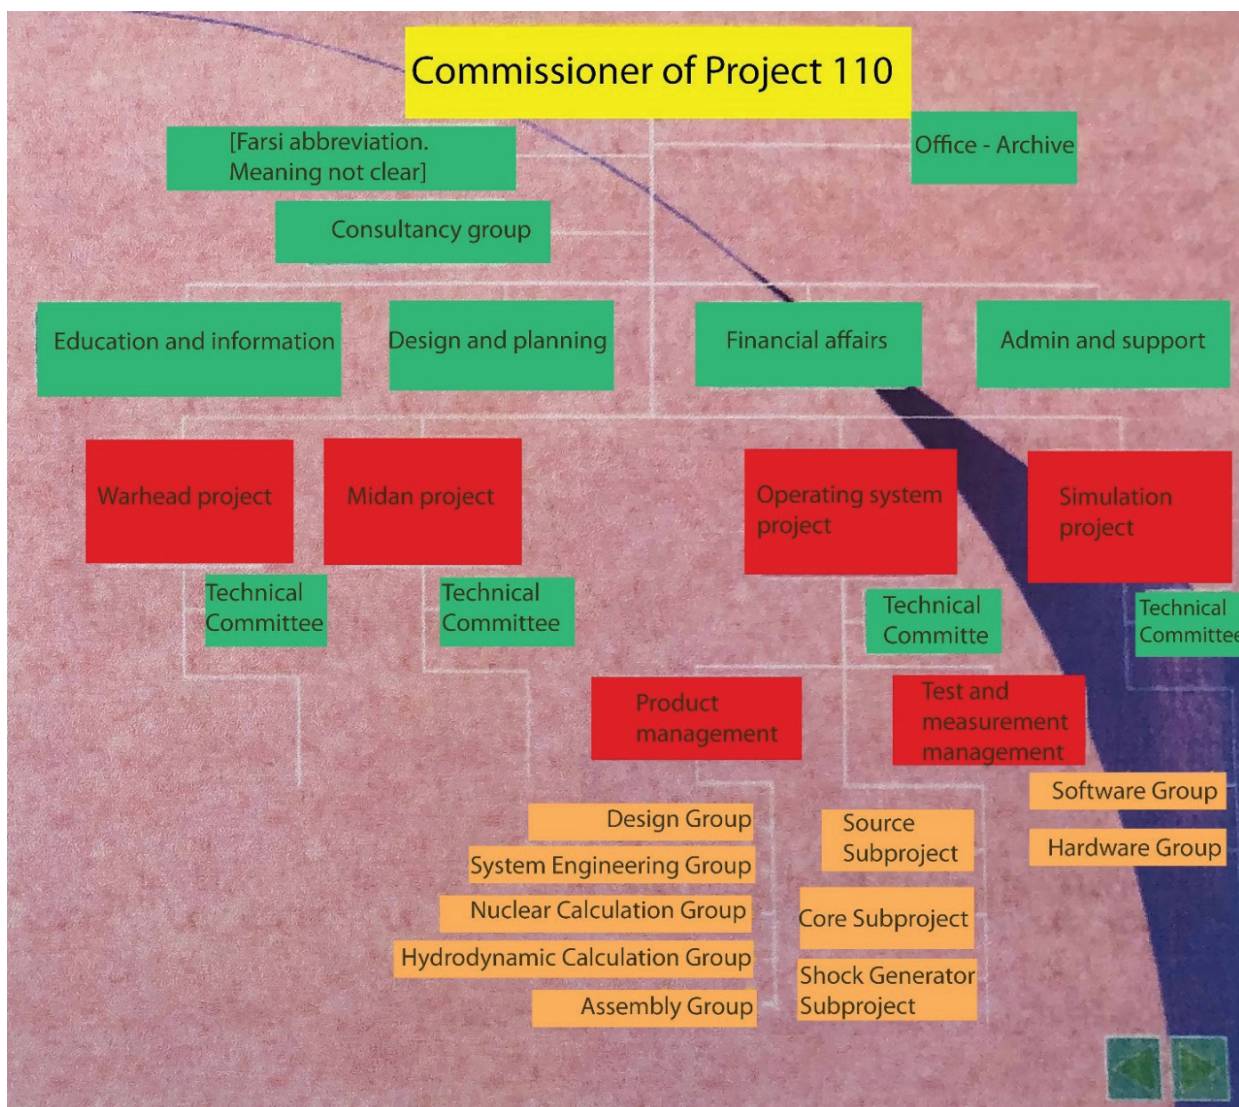 Commissioner of Project 110
[Farsi abbreviation.
Meaning not clear]
Office - Archive
Consultancy group
Education and information
Design and planning
Financial affairs
Admin and support
Warhead project
Midan project
Operating system
project
Simulation
project
Technical
Committee
Technical
Committee
Technical
Committe
Technical
Committee
Product
management
Test and
measurement
management
Software Group
Hardware Group
Design Group
System Engineering Group
Nuclear Calculation Group
Hydrodynamic Calculation Group
Assembly Group
Source
Subproject
Core Subproject
Shock Generator
Subproject